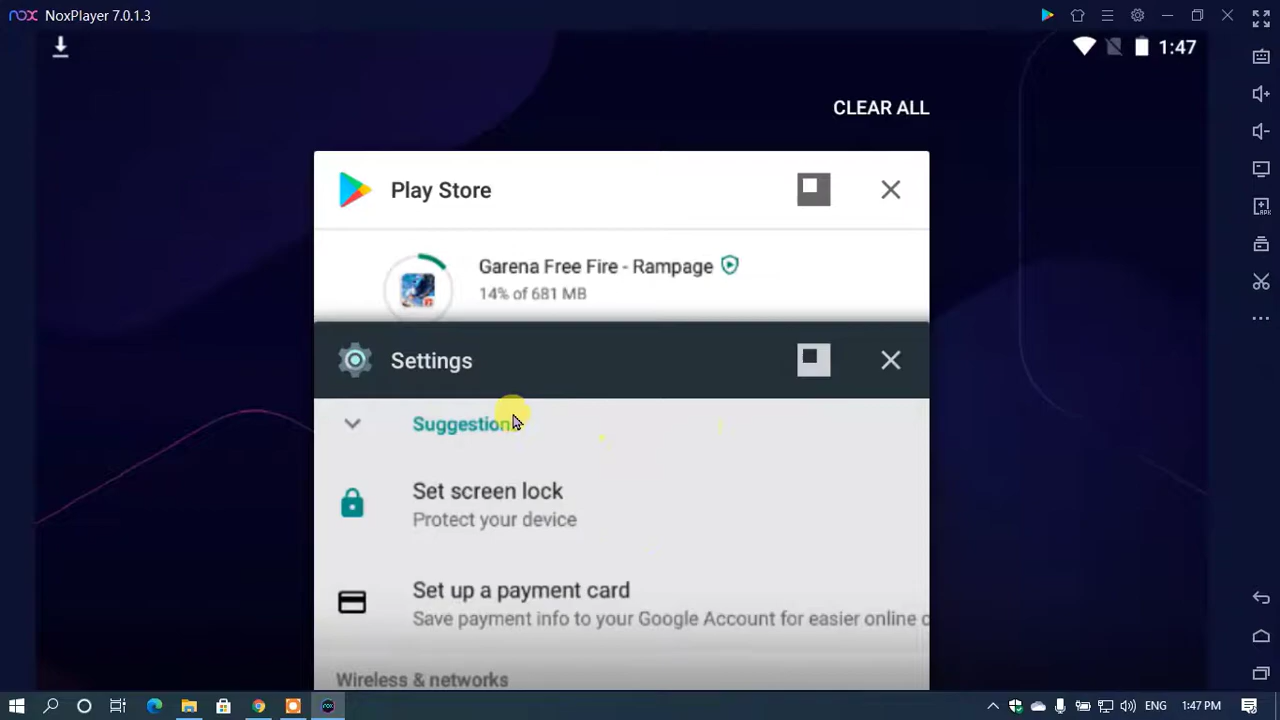 nox NoxPlayer 7.0.1.3
1:47
CLEAR ALL
Play Store
Garena Free Fire - Rampage
14% of 681 MB
Settings
Suggestions
Set screen lock
Protect your device
Set up a payment card
Save payment info to your Google Account for easier online
Wireless & networks
ENG 1:47 PM